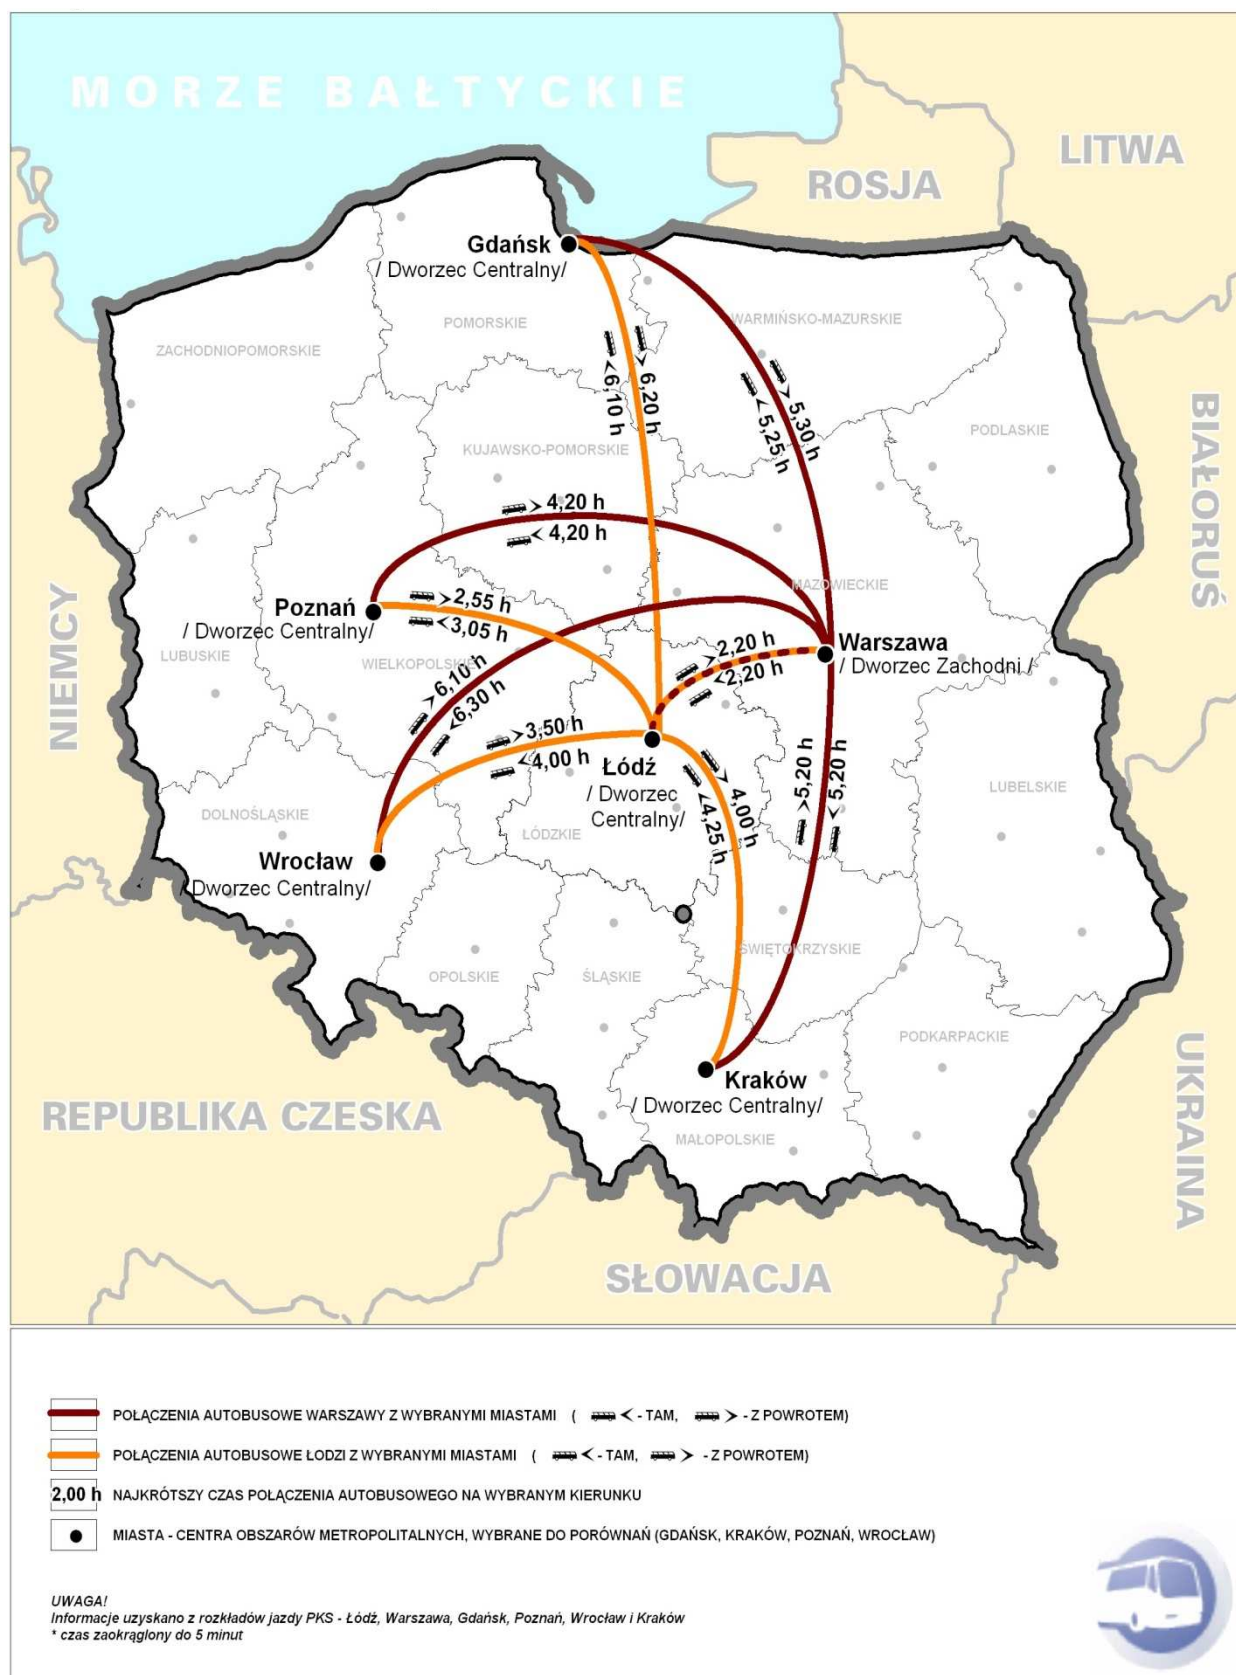 MORZE BAŁTYCKIE
LITWA
ROSJA
Gdańsk
/ Dworzec Centralny/
POMORSKIE
WARMIŃSKO-MAZURSKIE
ZACHODNIOPOMORSKIE
> 6,20 h
< 6,10 h
> 5,30 h
< 5,25 h
BIAŁORUŚ
PODLASKIE
KUJAWSKO-POMORSKIE
> 4,20 h
< 4,20 h
MAZOWIECKIE
NIEMCY
Poznań
/ Dworzec Centralny/
> 2,55 h
< 3,05 h
LUBUSKIE
WIELKOPOLSKIE
Warszawa
/ Dworzec Zachodni /
> 2,20 h
< 2,20 h
> 6,10 h
< 6,30 h
> 3,50 h
< 4,00 h
Łódź
/ Dworzec
Centralny/
> 4,00 h
< 4,25 h
> 5,20 h
< 5,20 h
LUBELSKIE
DOLNOŚLĄSKIE
ŁÓDZKIE
Wrocław
/ Dworzec Centralny/
ŚWIĘTOKRZYSKIE
OPOLSKIE
ŚLĄSKIE
PODKARPACKIE
UKRAINA
Kraków
/ Dworzec Centralny/
MAŁOPOLSKIE
REPUBLIKA CZESKA
SŁOWACJA
POŁĄCZENIA AUTOBUSOWE WARSZAWY Z WYBRANYMI MIASTAMI ( < - TAM, > - Z POWROTEM)
POŁĄCZENIA AUTOBUSOWE ŁODZI Z WYBRANYMI MIASTAMI ( < - TAM, > - Z POWROTEM)
2,00 h NAJKRÓTSZY CZAS POŁĄCZENIA AUTOBUSOWEGO NA WYBRANYM KIERUNKU
MIASTA - CENTRA OBSZARÓW METROPOLITALNYCH, WYBRANE DO PORÓWNAŃ (GDAŃSK, KRAKÓW, POZNAŃ, WROCŁAW)
UWAGA!
Informacje uzyskano z rozkładów jazdy PKS - Łódź, Warszawa, Gdańsk, Poznań, Wrocław i Kraków
* czas zaokrąglony do 5 minut